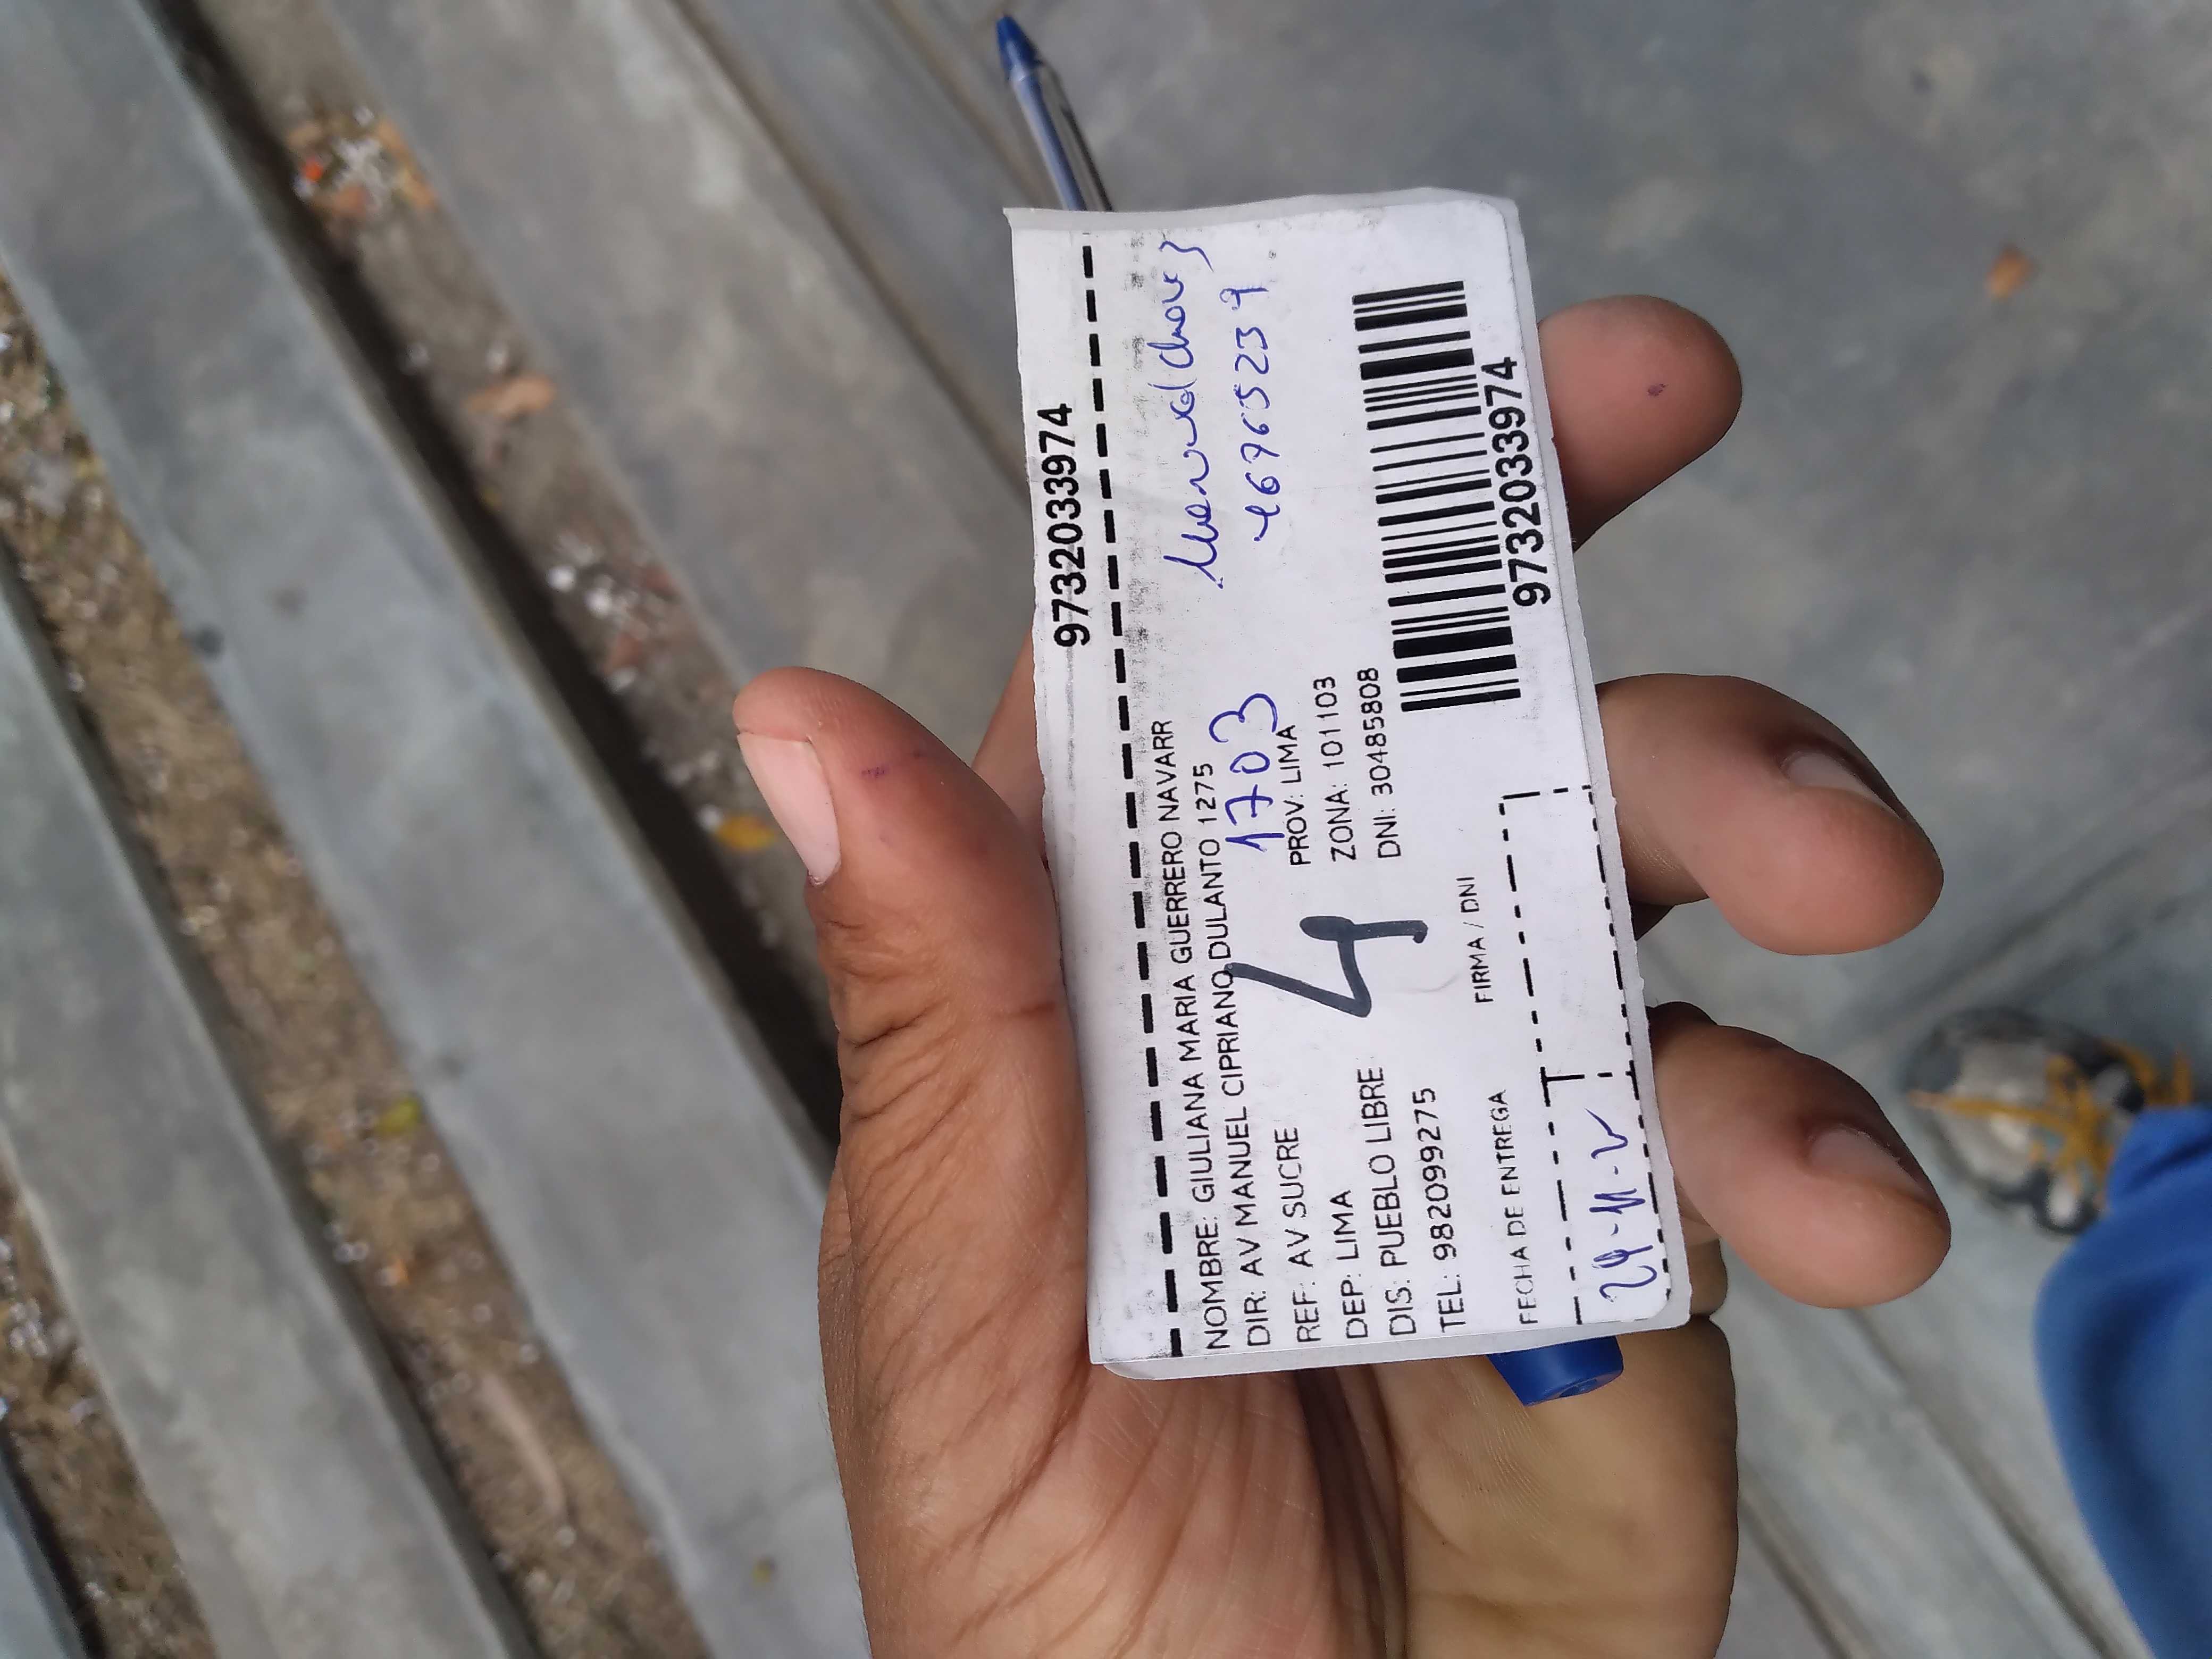 9732033974
NOMBRE: GIULIANA MARIA GUERRERO NAVARR
DIR: AV MANUEL CIPRIANO DULANTO 1275
1703
REF: AV SUCRE
PROV: LIMA
DEP: LIMA
4
ZONA: 101103
DIS: PUEBLO LIBRE
DNI: 30485808
TEL: 982099275
9732033974
FECHA DE ENTREGA
FIRMA / DNI